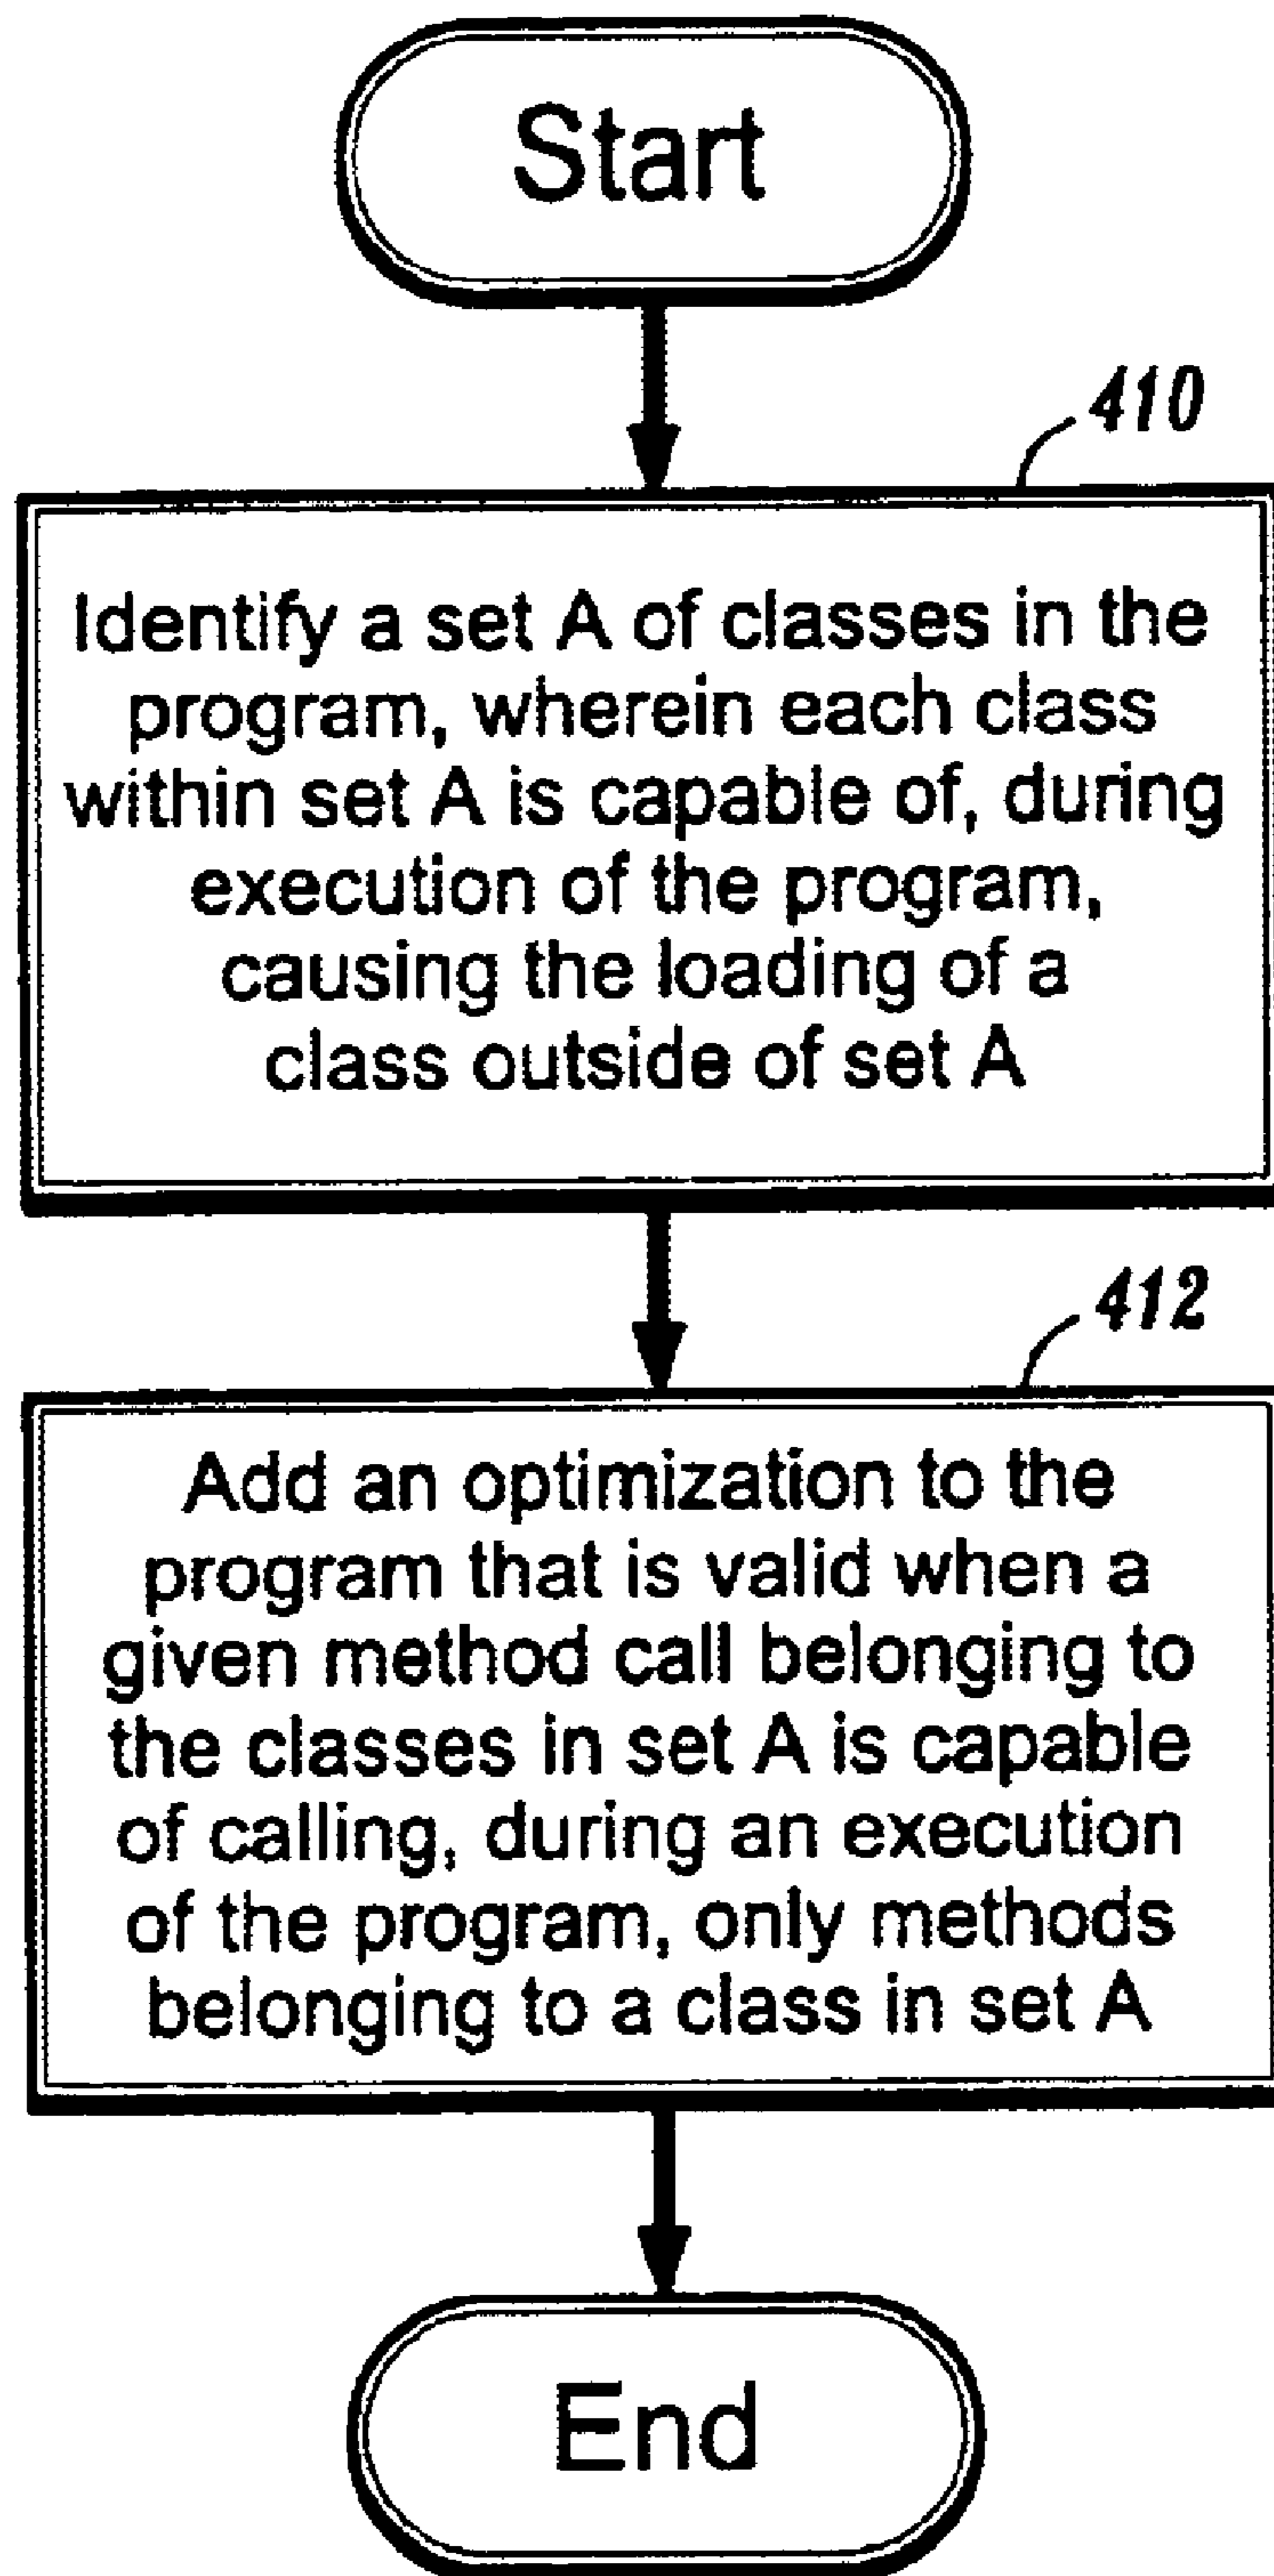 Start
410
Identify a set A of classes in the
program, wherein each class
within set A is capable of, during
execution of the program,
causing the loading of a
class outside of set A
412
Add an optimization to the
program that is valid when a
given method call belonging to
the classes in set A is capable
of calling, during an execution
of the program, only methods
belonging to a class in set A
End